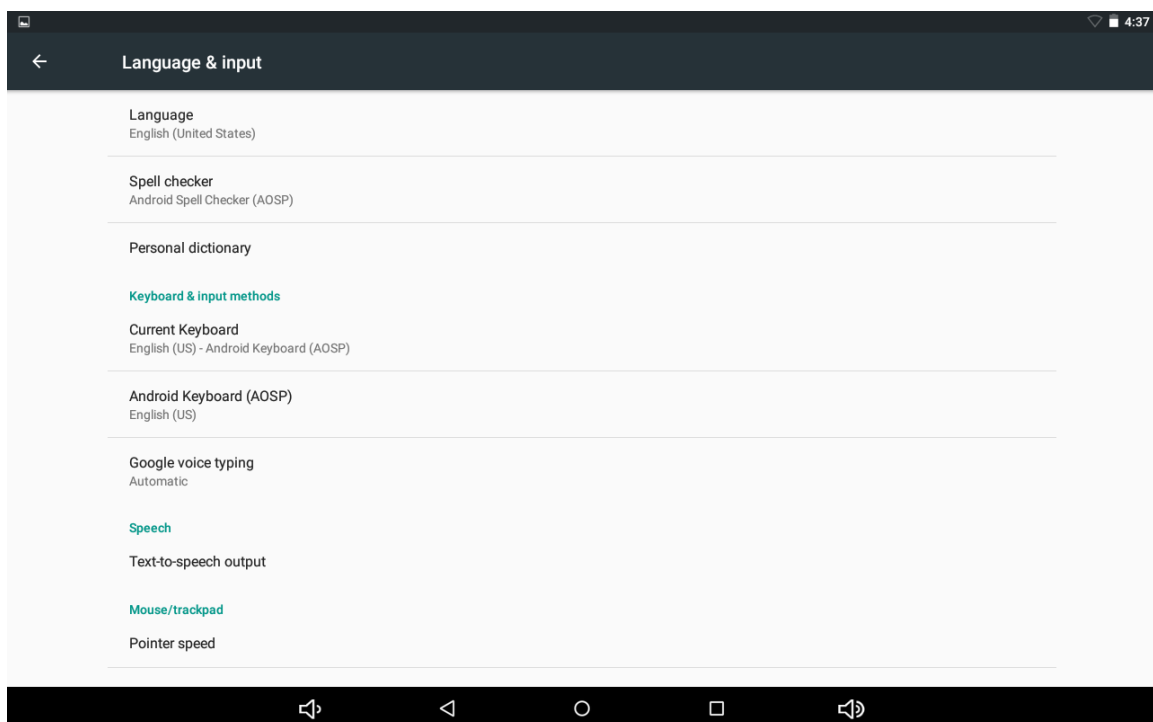 4:37
Language & input
Language
English (United States)
Spell checker
Android Spell Checker (AOSP)
Personal dictionary
Keyboard & input methods
Current Keyboard
English (US) - Android Keyboard (AOSP)
Android Keyboard (AOSP)
English (US)
Google voice typing
Automatic
Speech
Text-to-speech output
Mouse/trackpad
Pointer speed